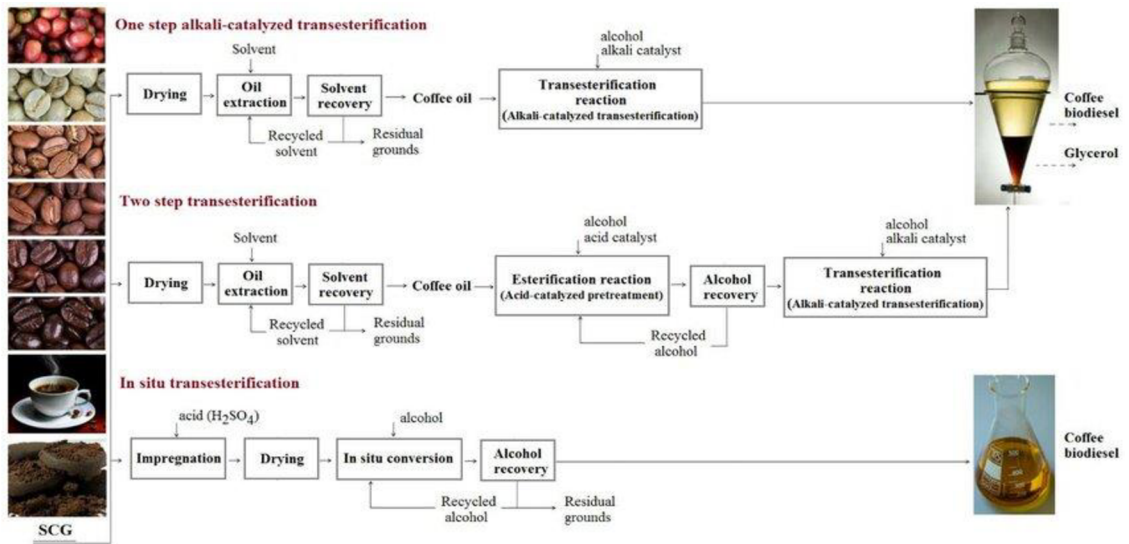 One step alkali-catalyzed transesterification
Solvent
alcohol
alkali catalyst
Drying
Oil
extraction
Solvent
recovery
Coffee oil
Transesterification
reaction
(Alkali-catalyzed transesterification)
Recycled
solvent
Residual
grounds
Coffee
biodiesel
Glycerol
Two step transesterification
Solvent
alcohol
acid catalyst
alcohol
alkali catalyst
Drying
Oil
extraction
Solvent
recovery
Coffee oil
Esterification reaction
(Acid-catalyzed pretreatment)
Alcohol
recovery
Transesterification
reaction
(Alkali-catalyzed transesterification)
Recycled
solvent
Residual
grounds
Recycled
alcohol
In situ transesterification
acid (H2SO4)
alcohol
Impregnation
Drying
In situ conversion
Alcohol
recovery
Recycled
alcohol
Residual
grounds
Coffee
biodiesel
SCG